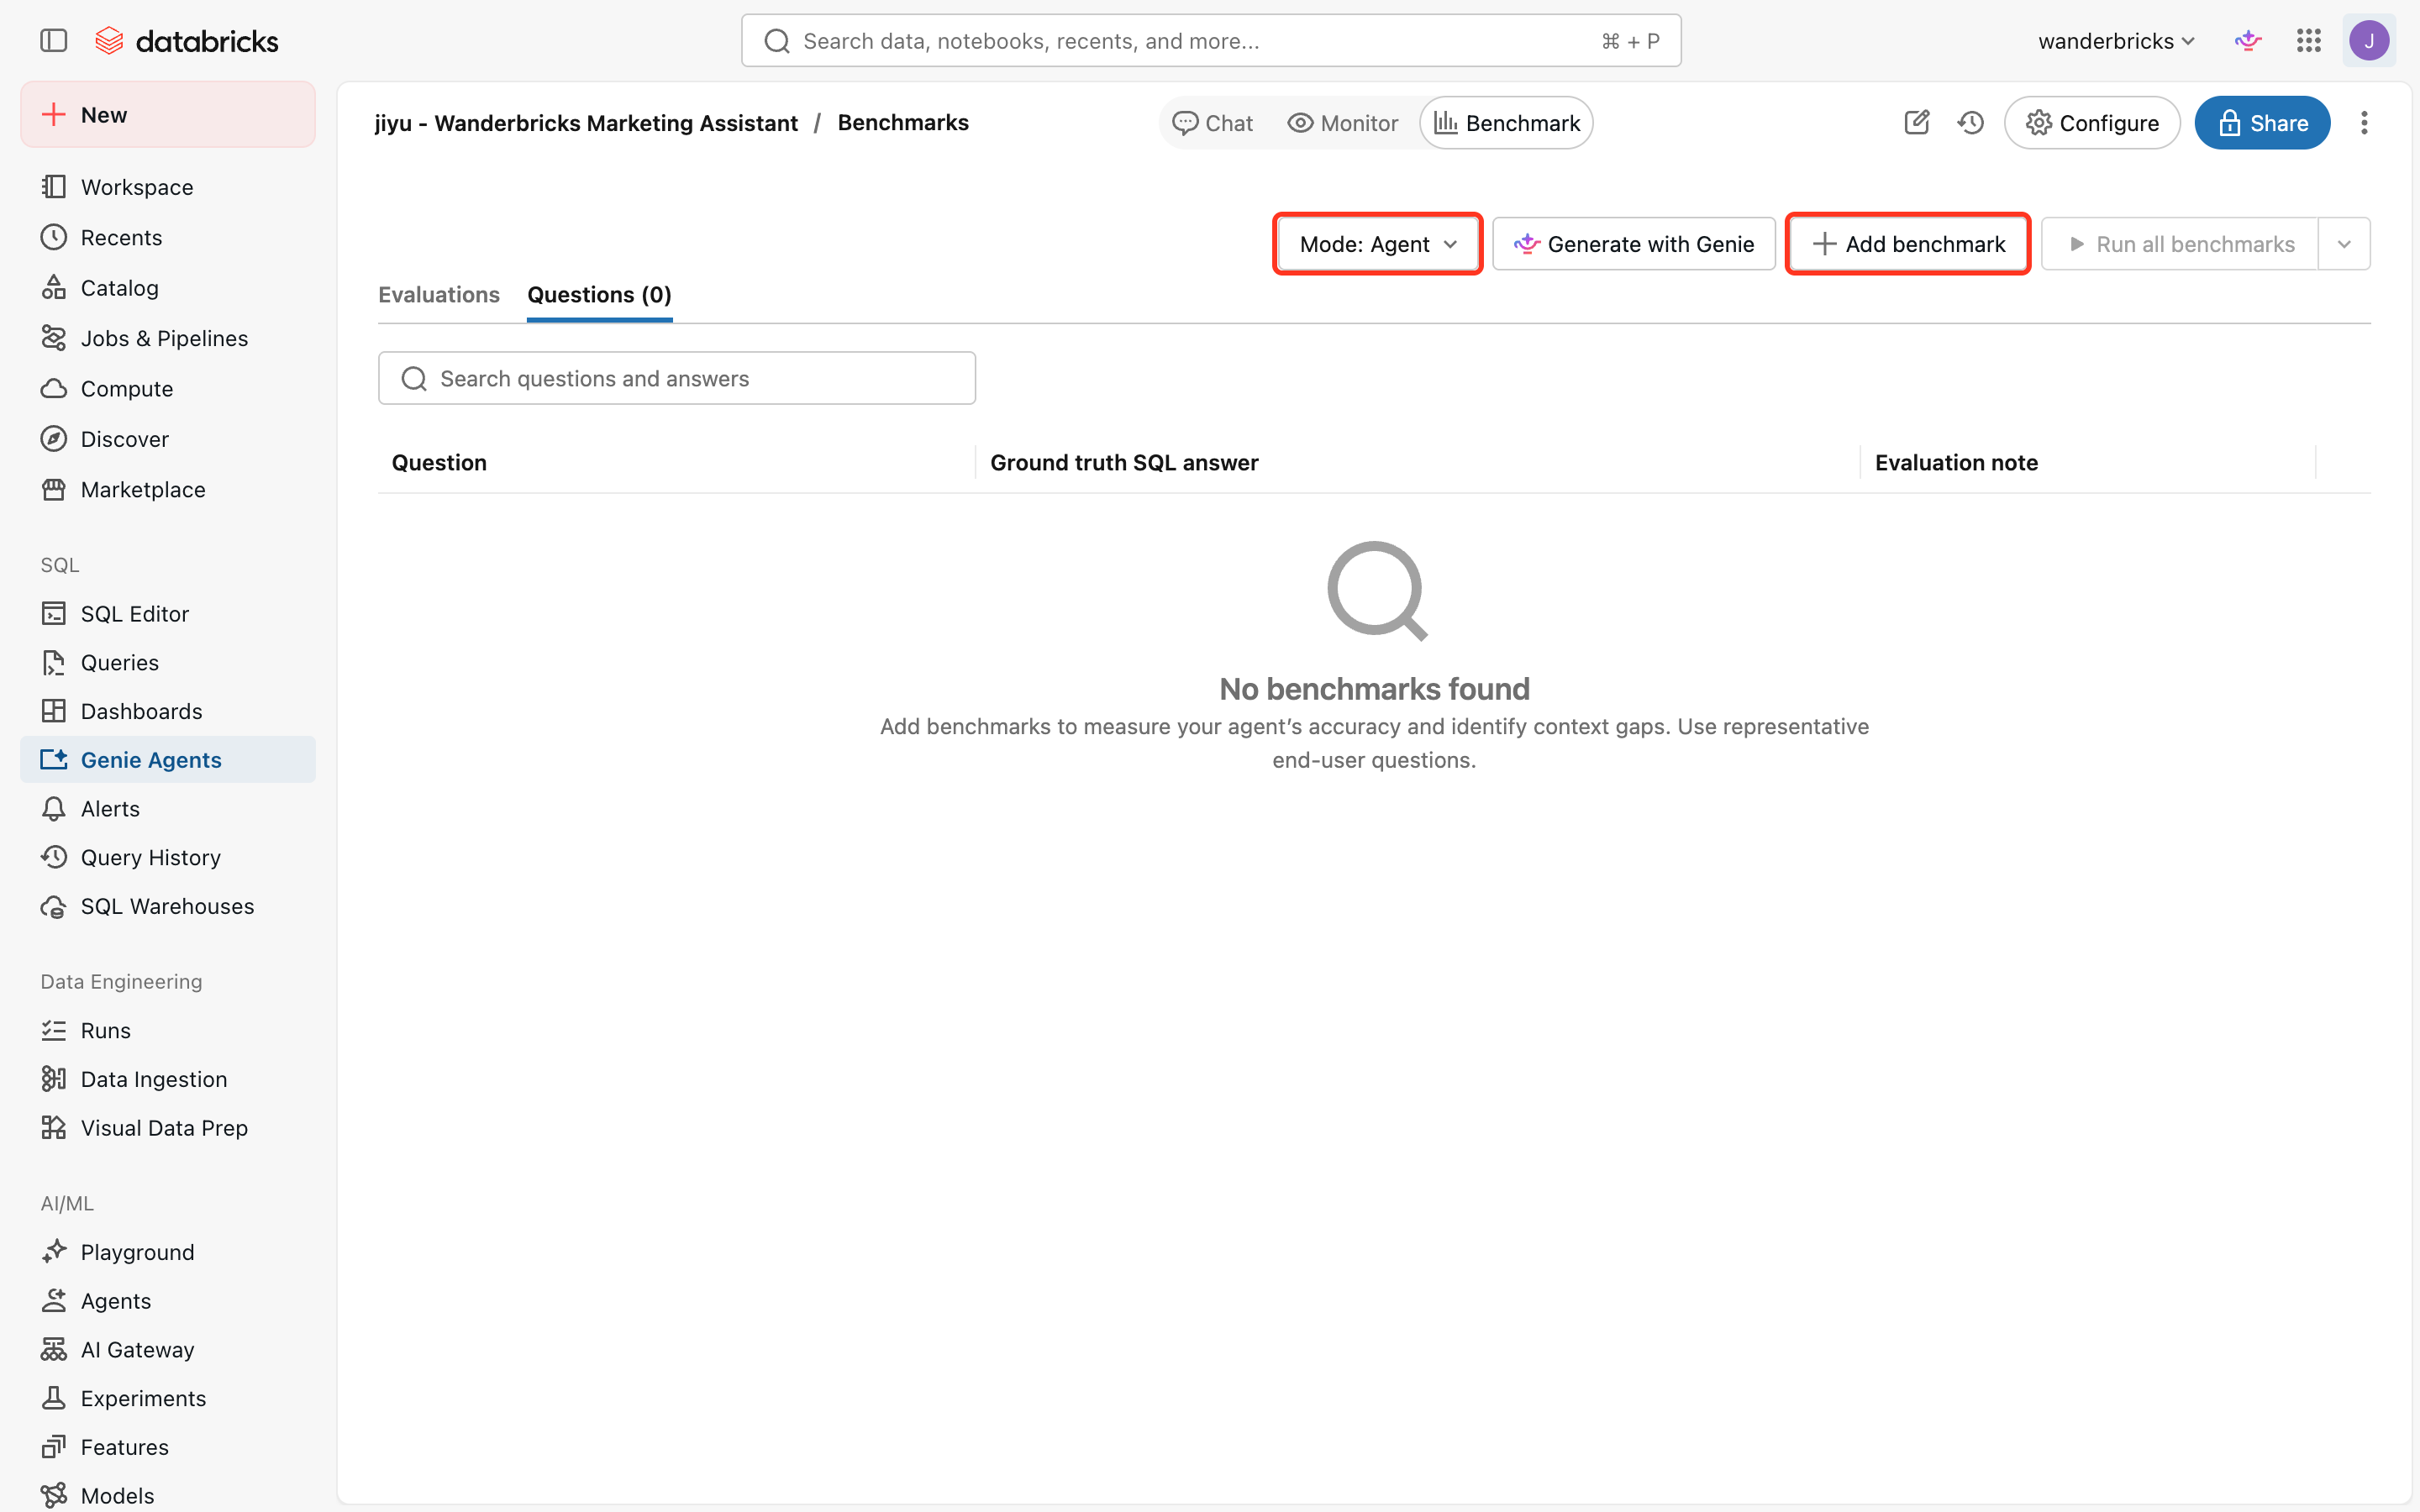 databricks
Search data, notebooks, recents, and more...
⌘ + P
wanderbricks
J
New
Workspace
Recents
Catalog
Jobs & Pipelines
Compute
Discover
Marketplace
SQL
SQL Editor
Queries
Dashboards
Genie Agents
Alerts
Query History
SQL Warehouses
Data Engineering
Runs
Data Ingestion
Visual Data Prep
AI/ML
Playground
Agents
AI Gateway
Experiments
Features
Models
jiyu - Wanderbricks Marketing Assistant / Benchmarks
Chat
Monitor
Benchmark
Configure
Share
Mode: Agent
Generate with Genie
Add benchmark
Run all benchmarks
Evaluations
Questions (0)
Search questions and answers
Question
Ground truth SQL answer
Evaluation note
No benchmarks found
Add benchmarks to measure your agent's accuracy and identify context gaps. Use representative
end-user questions.